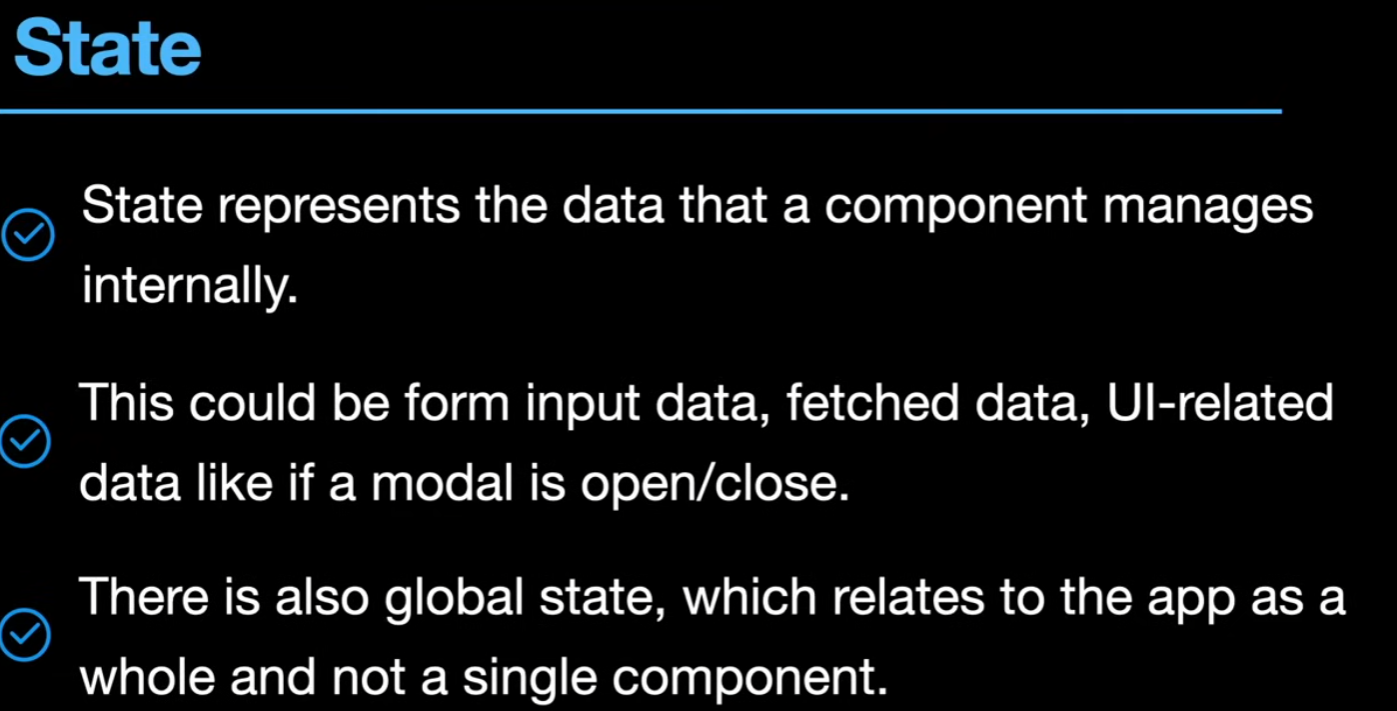 State
State represents the data that a component manages
internally.
This could be form input data, fetched data, UI-related
data like if a modal is open/close.
There is also global state, which relates to the app as a
whole and not a single component.